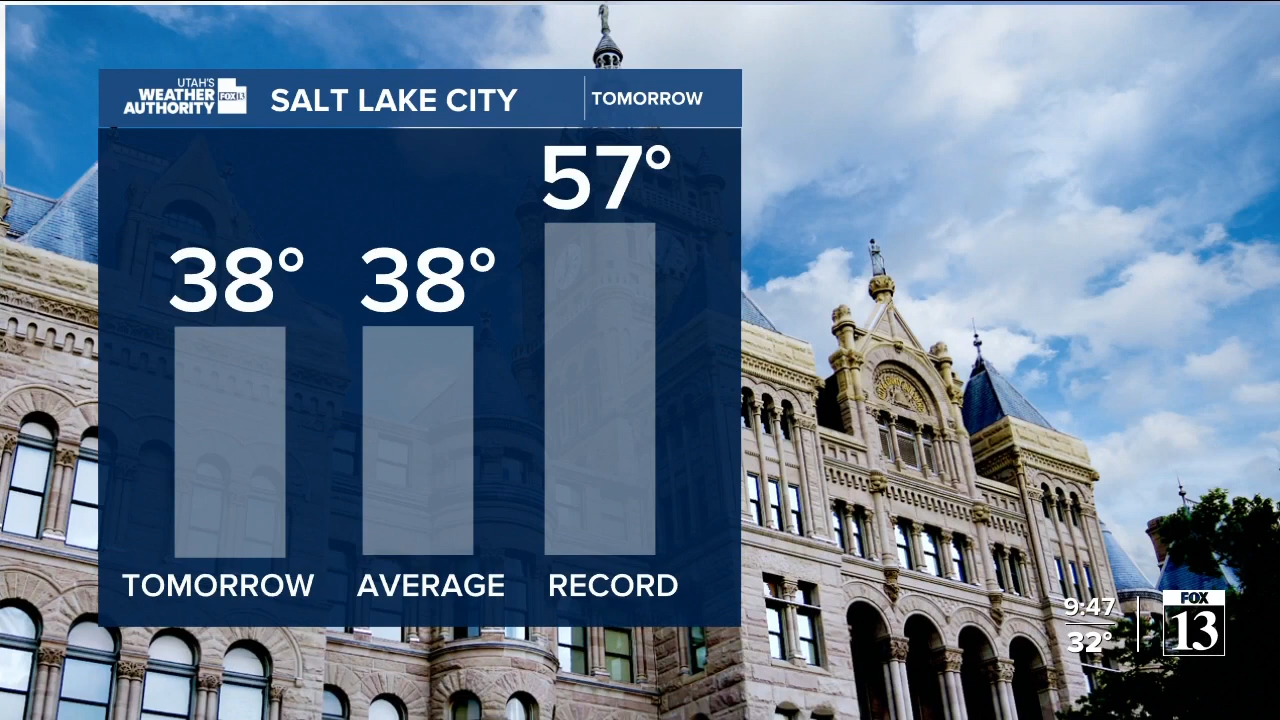 UTAH'S
WEATHER
AUTHORITY
FOX 13
SALT LAKE CITY
TOMORROW
57°
38°
38°
TOMORROW
AVERAGE
RECORD
9:47
32°
FOX
13